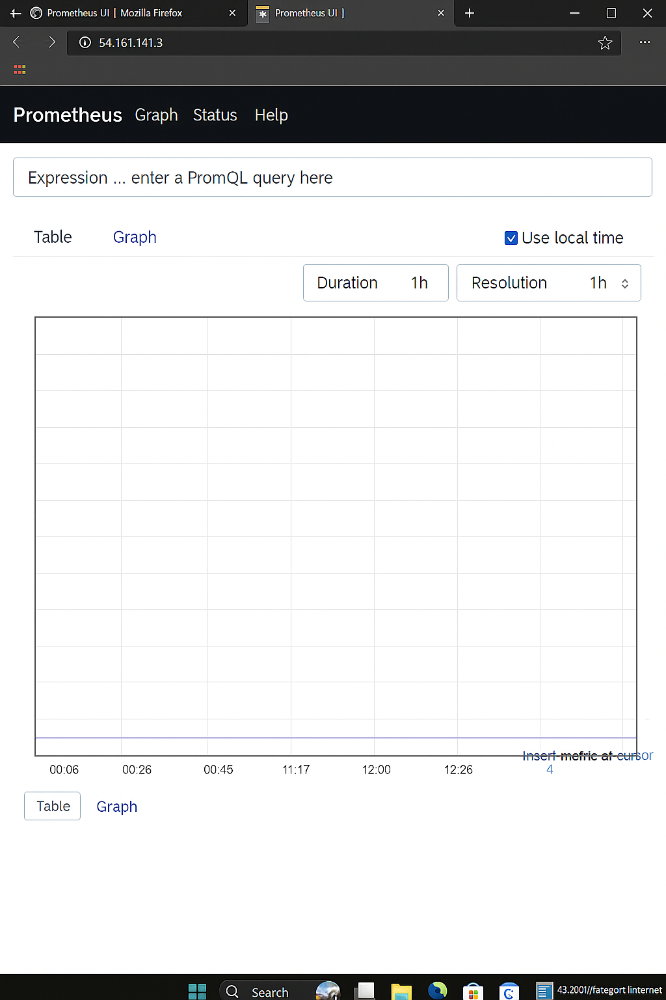 Prometheus UI | Mozilla Firefox
Prometheus UI ]
54.161.141.3
Prometheus Graph Status Help
Expression ... enter a PromQL query here
Table Graph Use local time
Duration 1h Resolution 1h
Insert-mefric at-cursor
00:06 00:26 00:45 11:17 12:00 12:26 4
Table Graph
Search 43.2001//fategort linternet